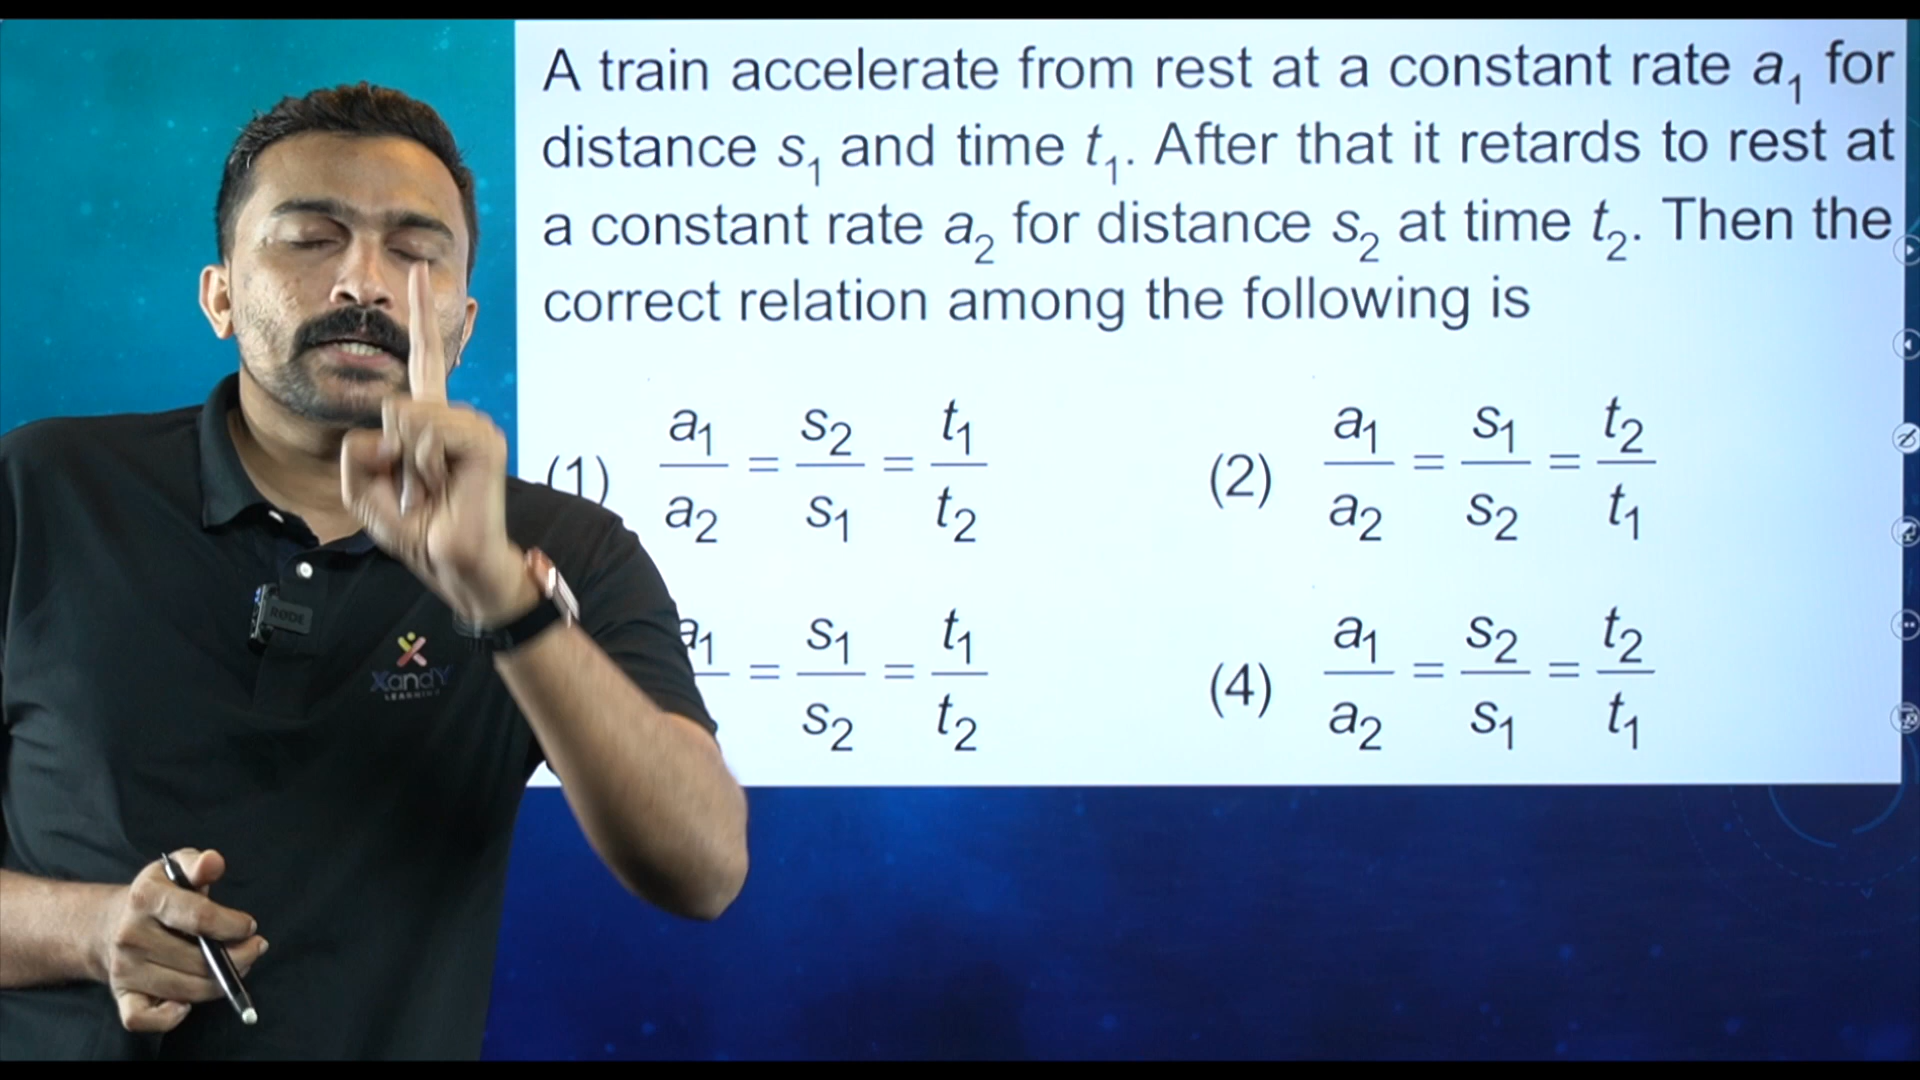 A train accelerate from rest at a constant rate a₁ for
distance s₁ and time t₁. After that it retards to rest at
a constant rate a₂ for distance s₂ at time t₂. Then the
correct relation among the following is
(1) a₁/a₂ = s₂/s₁ = t₁/t₂
(2) a₁/a₂ = s₁/s₂ = t₂/t₁
a₁ = s₁/s₂ = t₁/t₂
(4) a₁/a₂ = s₂/s₁ = t₂/t₁
RØDE
XandY
LEARNING